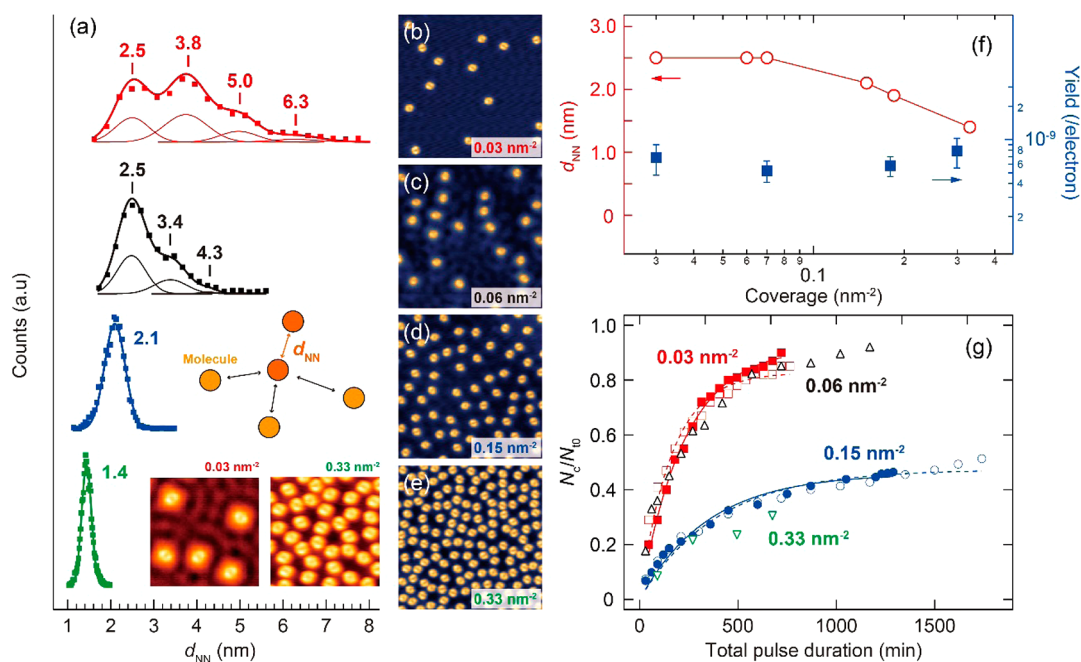 (a)
2.5
3.8
5.0
6.3
2.5
3.4
4.3
2.1
Molecule
dNN
1.4
0.03 nm-2
0.33 nm-2
Counts (a.u)
1 2 3 4 5 6 7 8
dNN (nm)
(b)
0.03 nm-2
(c)
0.06 nm-2
(d)
0.15 nm-2
(e)
0.33 nm-2
(f)
3.0
2.0
1.0
0
dNN (nm)
2
10-9
8
6
4
2
Yield (/electron)
3 4 5 6 7 8 9 2 3 4
0.1
Coverage (nm-2)
(g)
1.0
0.8
0.6
0.4
0.2
0
Nc/Nt0
0.03 nm-2
0.06 nm-2
0.15 nm-2
0.33 nm-2
0 500 1000 1500
Total pulse duration (min)